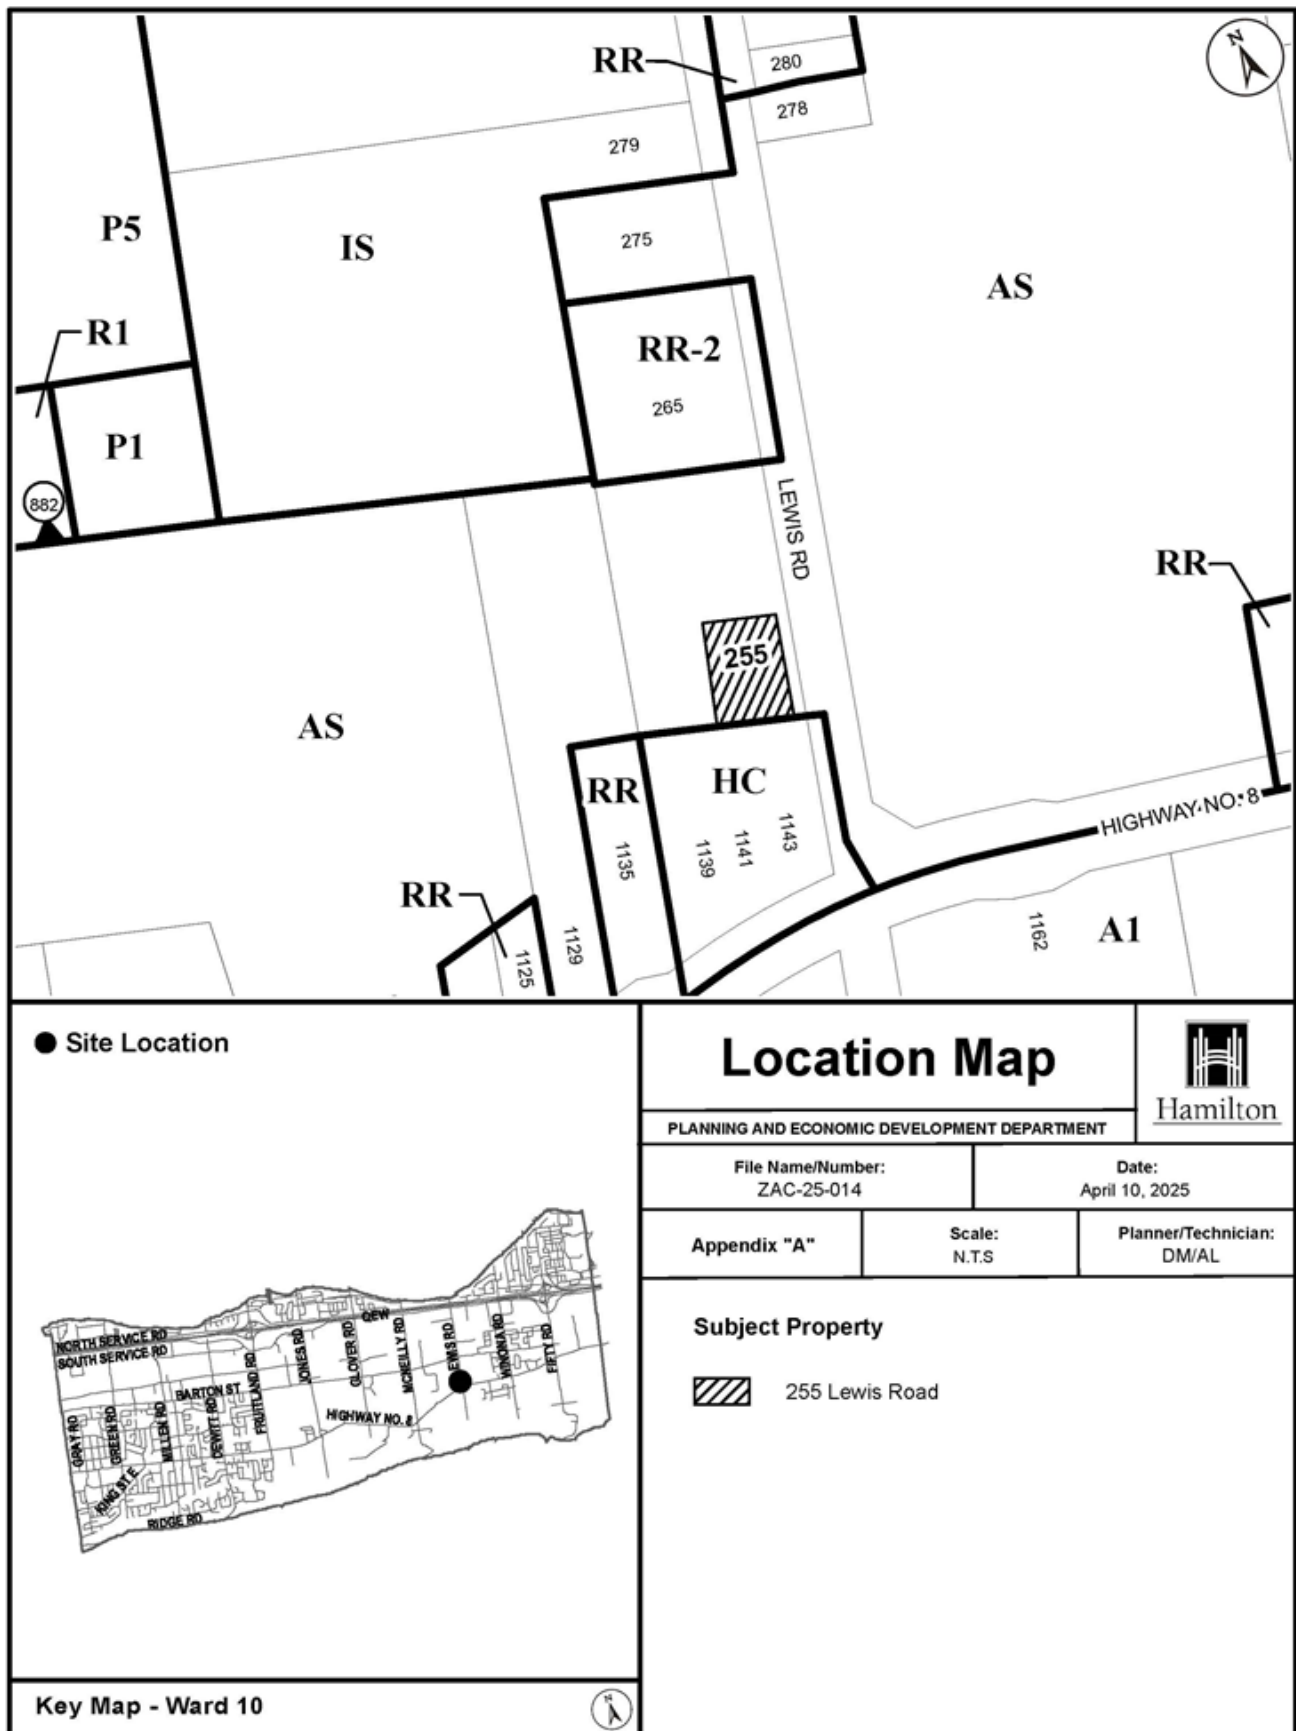 N
RR
280
278
279
P5
IS
275
AS
R1
RR-2
265
P1
882
LEWIS RD
RR
255
AS
RR
HC
1135
1139
1141
1143
HIGHWAY NO. 8
RR
1125
1129
1162
A1
Site Location
NORTH SERVICE RD
SOUTH SERVICE RD
QEW
BARTON ST
HIGHWAY NO. 8
GRAY RD
GREEN RD
MILLEN RD
DEWITT RD
FRUITLAND RD
JONES RD
GLOVER RD
MCNEILLY RD
EWIS RD
WINONA RD
FIFTY RD
KING ST E
RIDGE RD
Key Map - Ward 10
N
Location Map
Hamilton
PLANNING AND ECONOMIC DEVELOPMENT DEPARTMENT
File Name/Number:
ZAC-25-014
Date:
April 10, 2025
Appendix "A"
Scale:
N.T.S
Planner/Technician:
DM/AL
Subject Property
255 Lewis Road